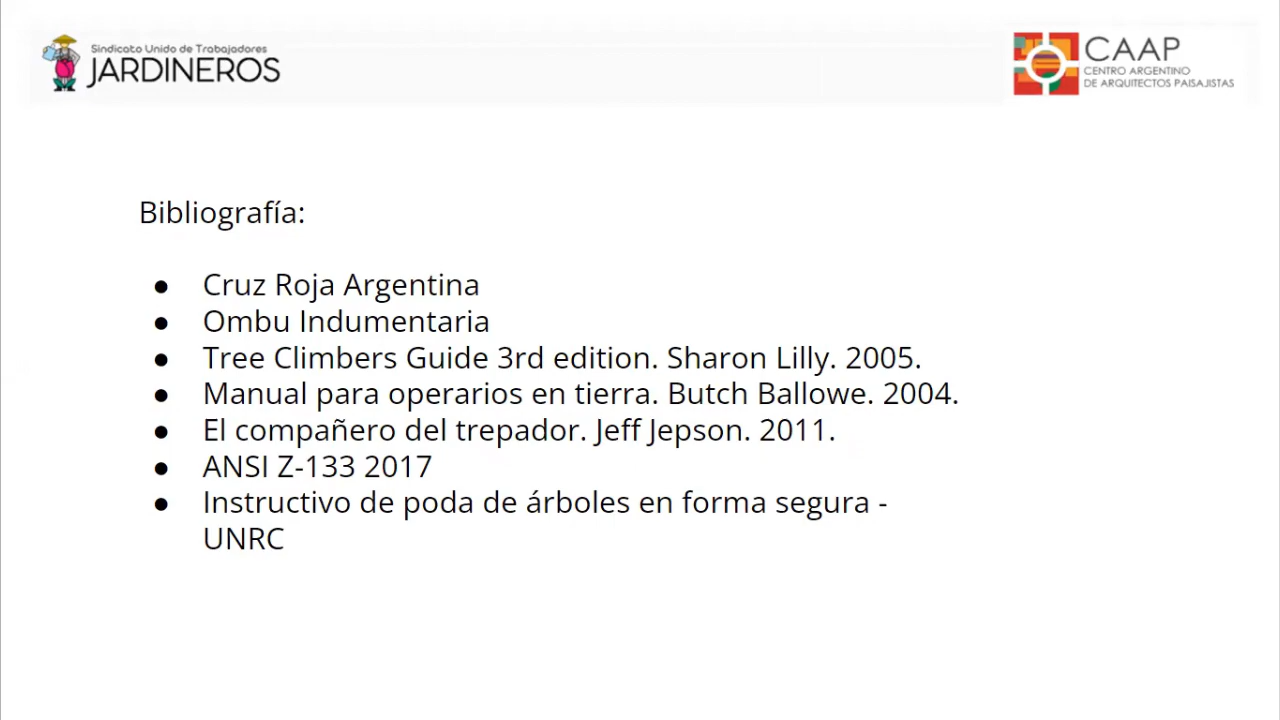 Sindicato Unido de Trabajadores
JARDINEROS
CAAP
CENTRO ARGENTINO
DE ARQUITECTOS PAISAJISTAS
Bibliografía:
● Cruz Roja Argentina
● Ombu Indumentaria
● Tree Climbers Guide 3rd edition. Sharon Lilly. 2005.
● Manual para operarios en tierra. Butch Ballowe. 2004.
● El compañero del trepador. Jeff Jepson. 2011.
● ANSI Z-133 2017
● Instructivo de poda de árboles en forma segura -
UNRC